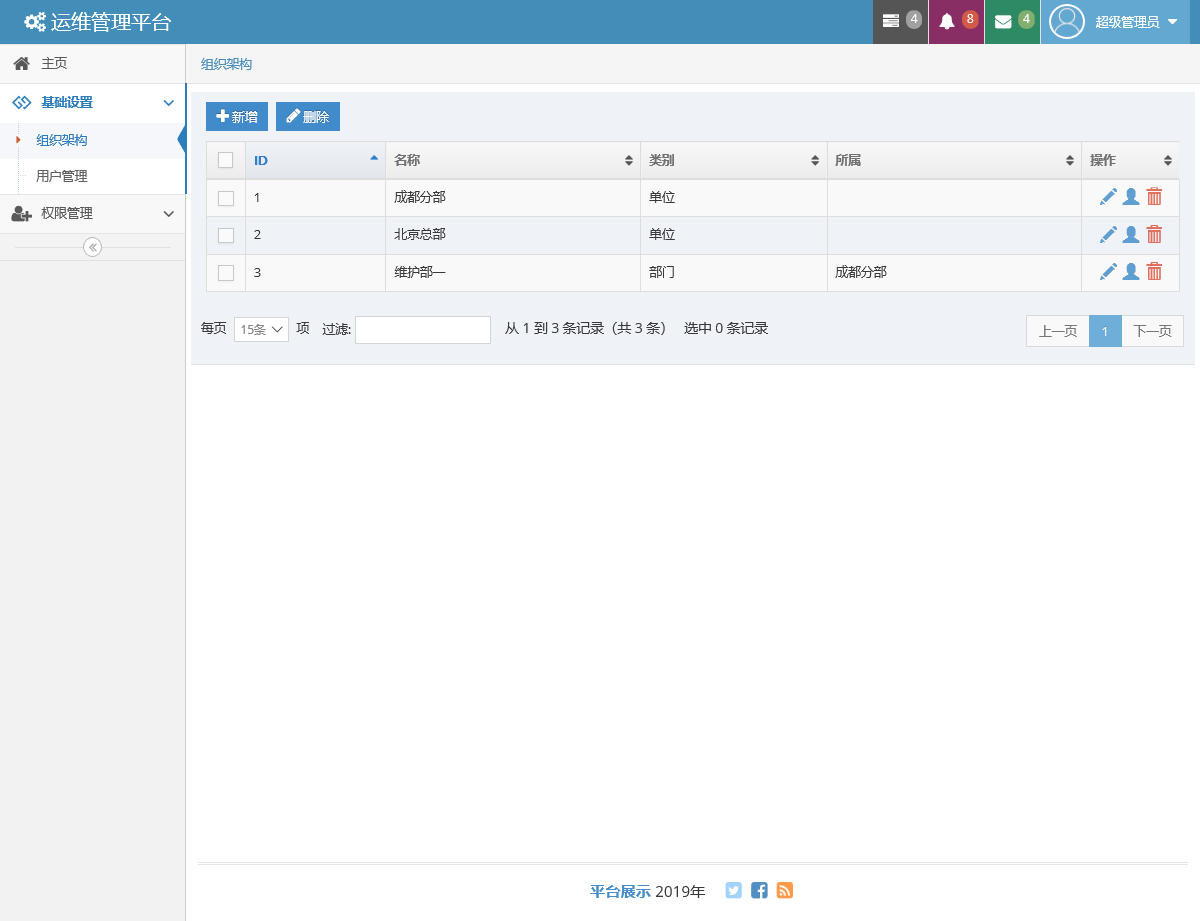 运维管理平台 4 8 4 超级管理员
主页
组织架构
基础设置
组织架构
用户管理
权限管理
新增 删除
ID 名称 类别 所属 操作
1 成都分部 单位
2 北京总部 单位
3 维护部一 部门 成都分部
每页 15条 项 过滤: 从 1 到 3 条记录（共 3 条） 选中 0 条记录 上一页 1 下一页
平台展示 2019年